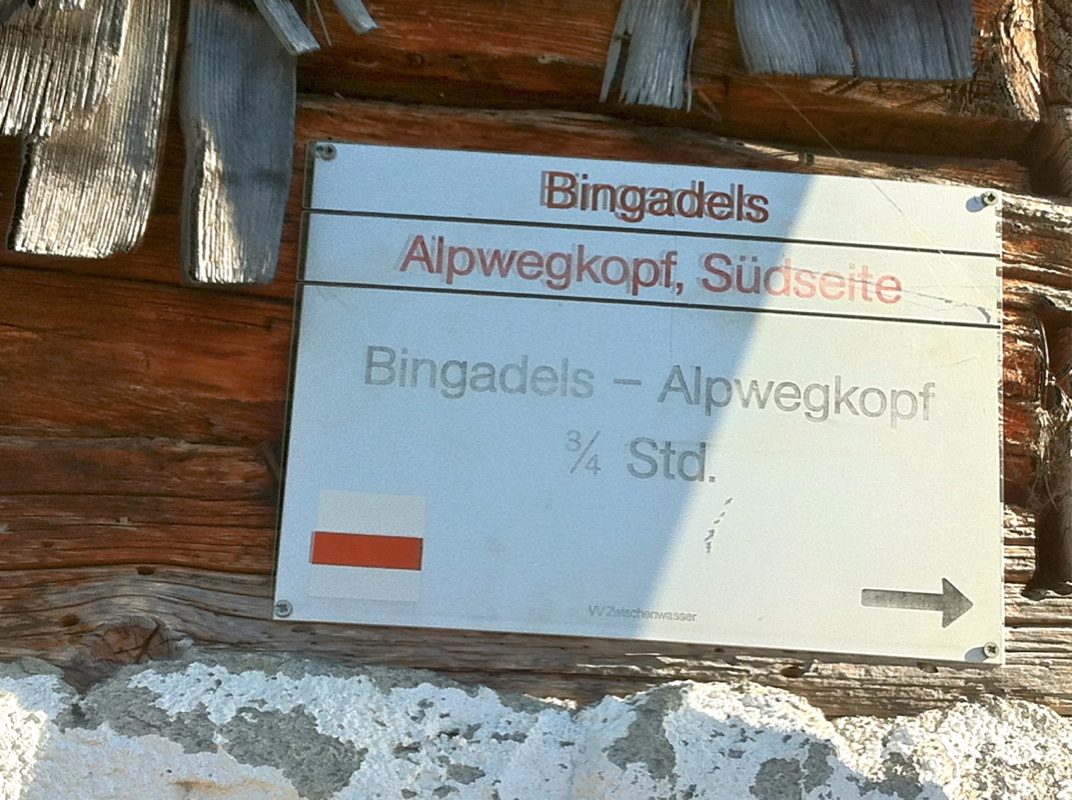 Bingadels
Alpwegkopf, Südseite
Bingadels – Alpwegkopf
¾ Std.
VV Zwischenwasser